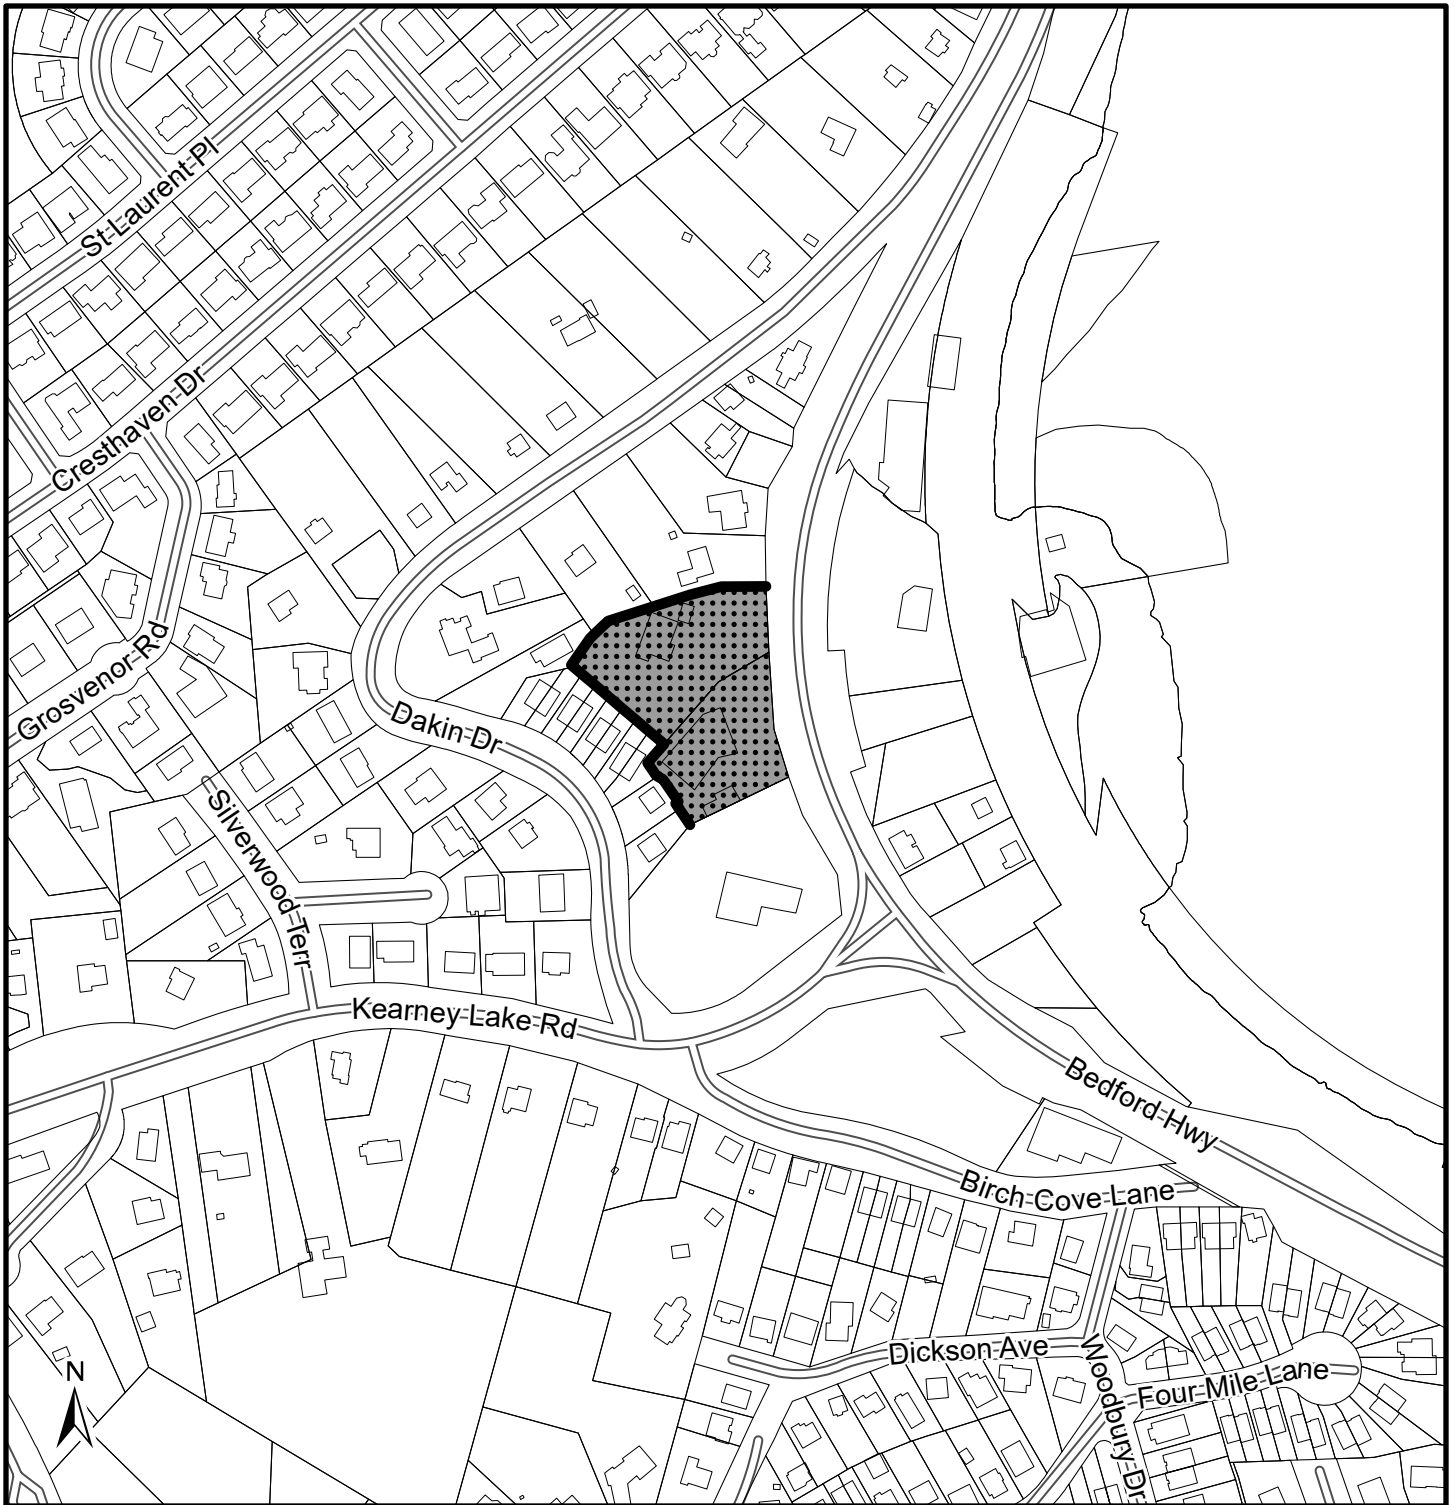 St Laurent Pl
Cresthaven Dr
Grosvenor Rd
Dakin Dr
Silverwood Terr
Kearney Lake Rd
Bedford Hwy
Birch Cove Lane
Dickson Ave
Woodbury Dr
Four Mile Lane
N